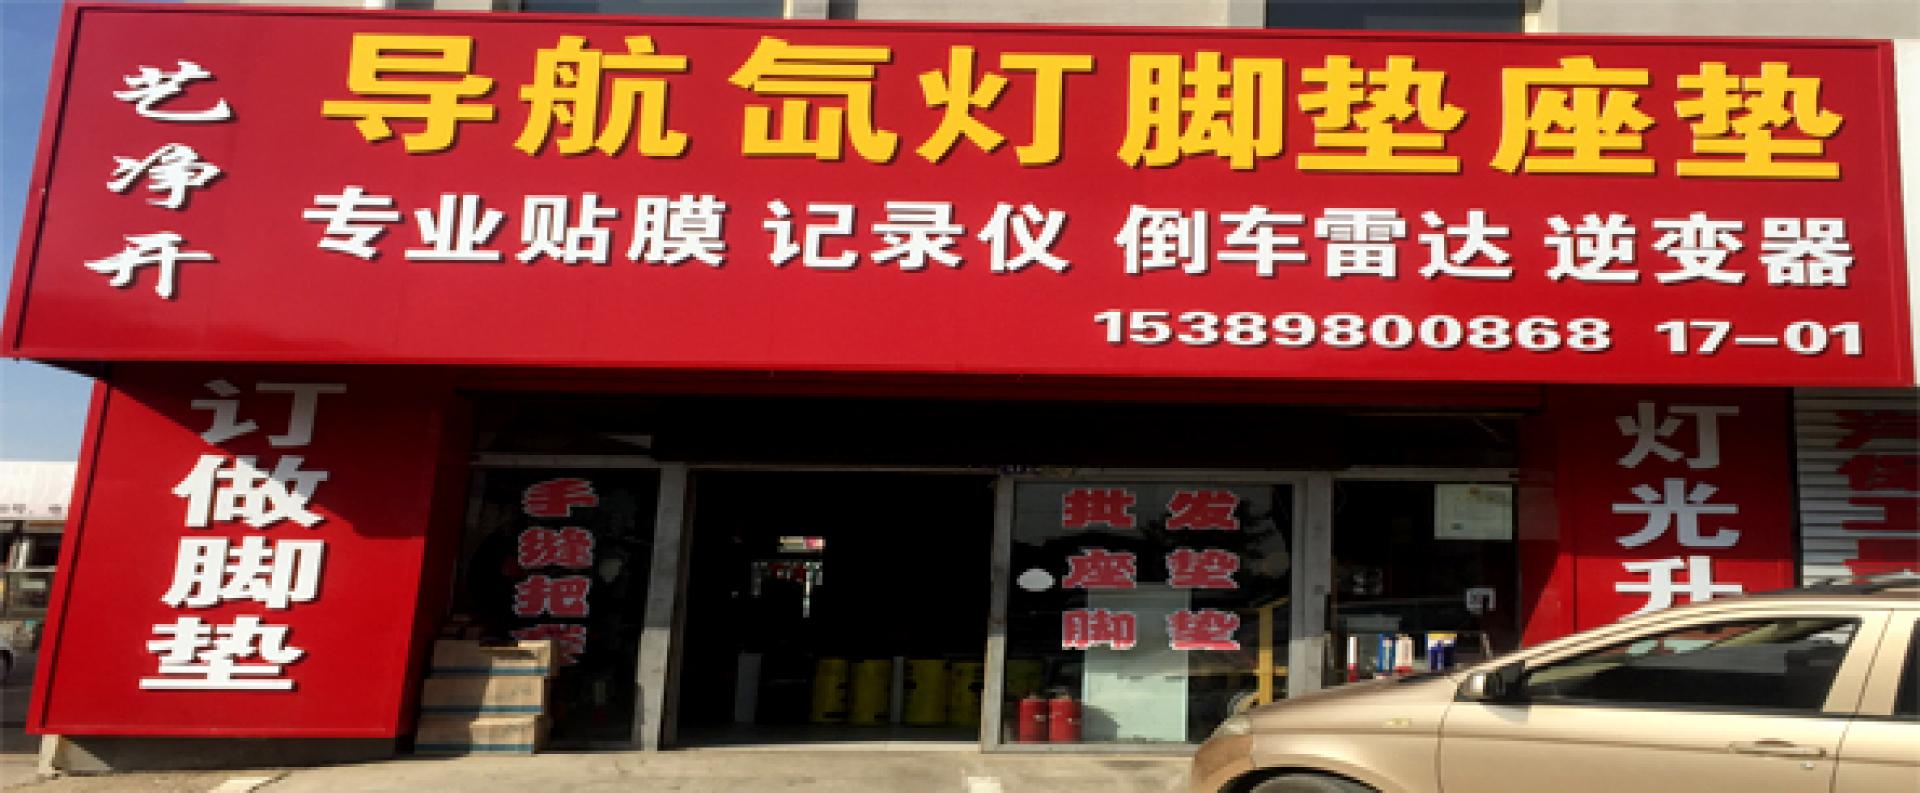 艺净开
导航 氙灯 脚垫 座垫
专业贴膜 记录仪 倒车雷达 逆变器
15389800868 17-01
订做脚垫
手缝把套
批发
座垫
脚垫
灯光升